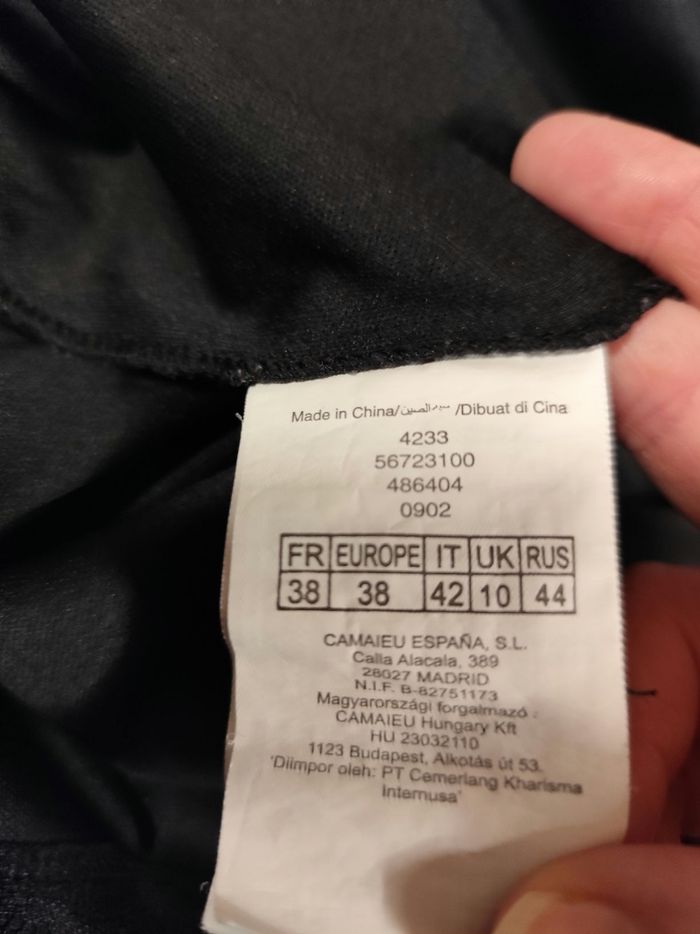 Made in China/صنع في الصين /Dibuat di Cina
4233
56723100
486404
0902
FR EUROPE IT UK RUS
38 38 42 10 44
CAMAIEU ESPAÑA, S.L.
Calla Alacala, 389
28027 MADRID
N.I.F. B-82751173
Magyarországi forgalmazó :
CAMAIEU Hungary Kft
HU 23032110
1123 Budapest, Alkotás út 53.
'Diimpor oleh: PT Cemerlang Kharisma
Internusa'